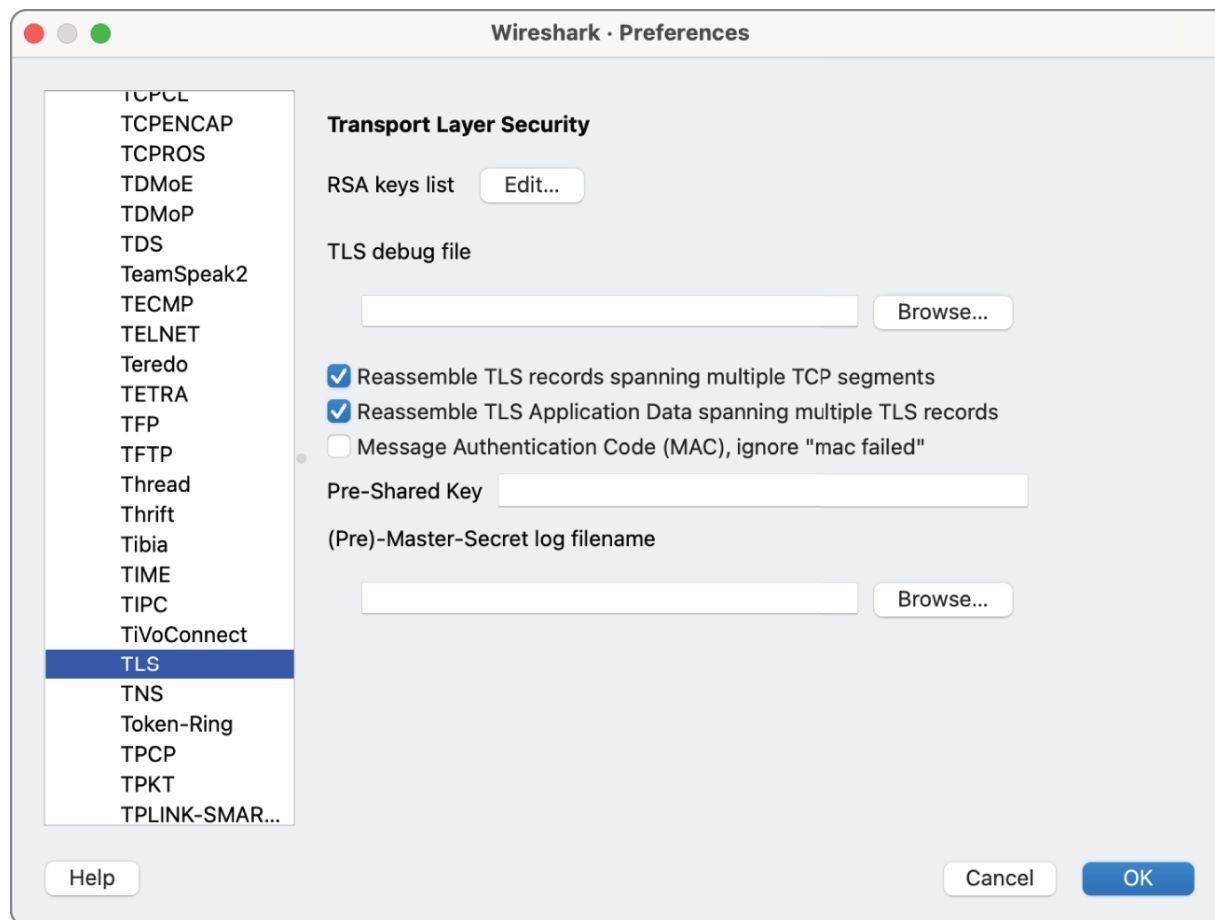 Wireshark · Preferences
TCPCL
TCPENCAP
TCPROS
TDMoE
TDMoP
TDS
TeamSpeak2
TECMP
TELNET
Teredo
TETRA
TFP
TFTP
Thread
Thrift
Tibia
TIME
TIPC
TiVoConnect
TLS
TNS
Token-Ring
TPCP
TPKT
TPLINK-SMAR...
Transport Layer Security
RSA keys list Edit...
TLS debug file
Browse...
Reassemble TLS records spanning multiple TCP segments
Reassemble TLS Application Data spanning multiple TLS records
Message Authentication Code (MAC), ignore "mac failed"
Pre-Shared Key
(Pre)-Master-Secret log filename
Browse...
Help Cancel OK